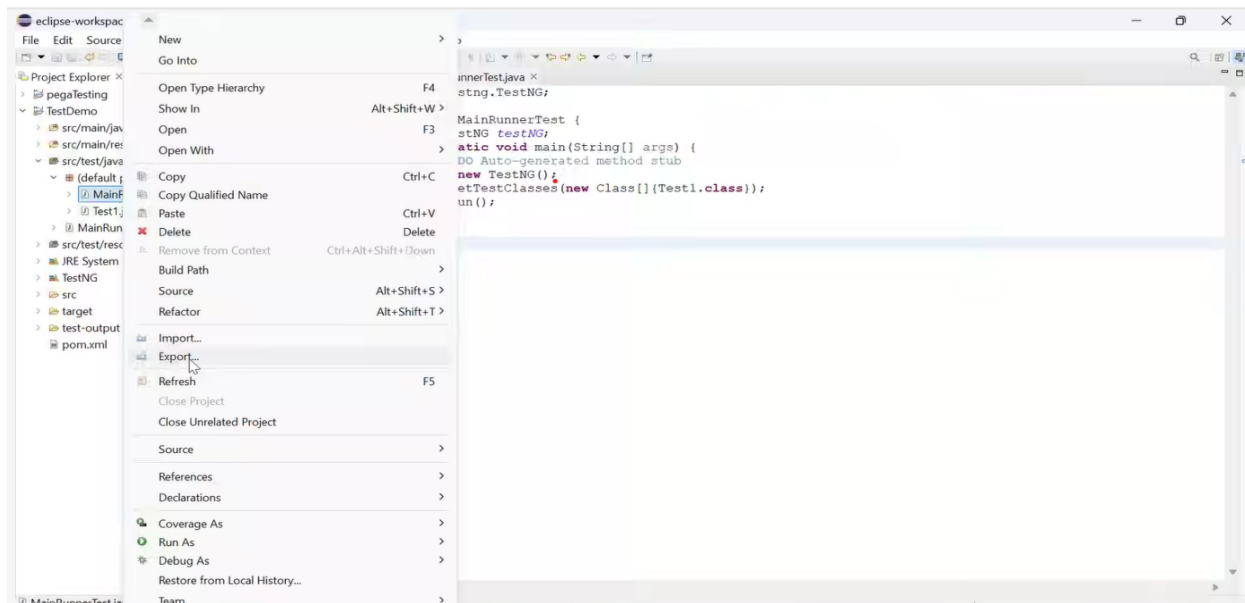 eclipse-workspac
File Edit Source
Project Explorer
pegaTesting
TestDemo
src/main/jav
src/main/res
src/test/java
(default p
MainR
Test1.j
MainRun
src/test/reso
JRE System
TestNG
src
target
test-output
pom.xml
New
Go Into
Open Type Hierarchy F4
Show In Alt+Shift+W
Open F3
Open With
Copy Ctrl+C
Copy Qualified Name
Paste Ctrl+V
Delete Delete
Remove from Context Ctrl+Alt+Shift+Down
Build Path
Source Alt+Shift+S
Refactor Alt+Shift+T
Import...
Export...
Refresh F5
Close Project
Close Unrelated Project
Source
References
Declarations
Coverage As
Run As
Debug As
Restore from Local History...
Team
unnerTest.java
stng.TestNG;
MainRunnerTest {
stNG testNG;
atic void main(String[] args) {
DO Auto-generated method stub
new TestNG();
etTestClasses(new Class[]{Test1.class});
un();
MainRunnerTest.ja